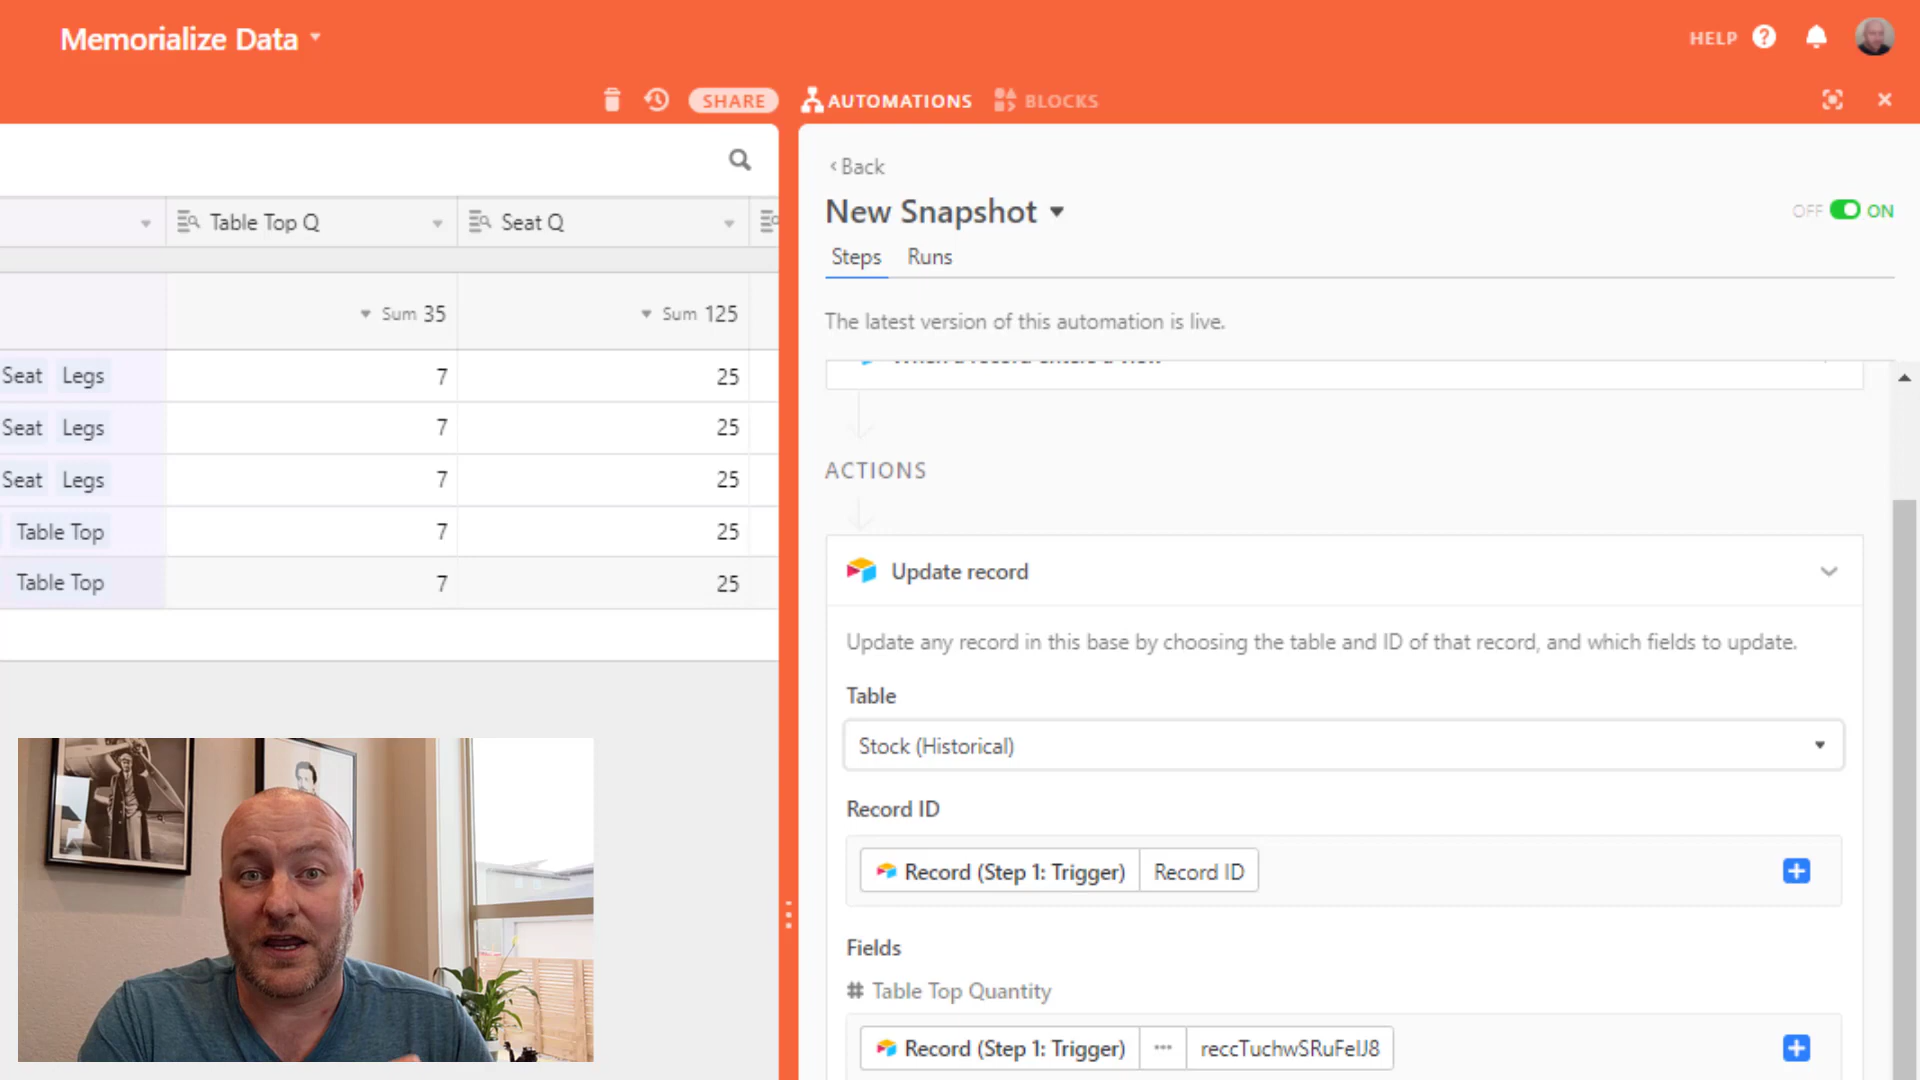 Memorialize Data
HELP
SHARE
AUTOMATIONS
BLOCKS
Table Top Q
Seat Q
Sum 35
Sum 125
Seat Legs 7 25
Seat Legs 7 25
Seat Legs 7 25
Table Top 7 25
Table Top 7 25
Back
New Snapshot
OFF ON
Steps Runs
The latest version of this automation is live.
When a record enters a view
ACTIONS
Update record
Update any record in this base by choosing the table and ID of that record, and which fields to update.
Table
Stock (Historical)
Record ID
Record (Step 1: Trigger) Record ID
Fields
# Table Top Quantity
Record (Step 1: Trigger) ··· reccTuchwSRuFeIJ8